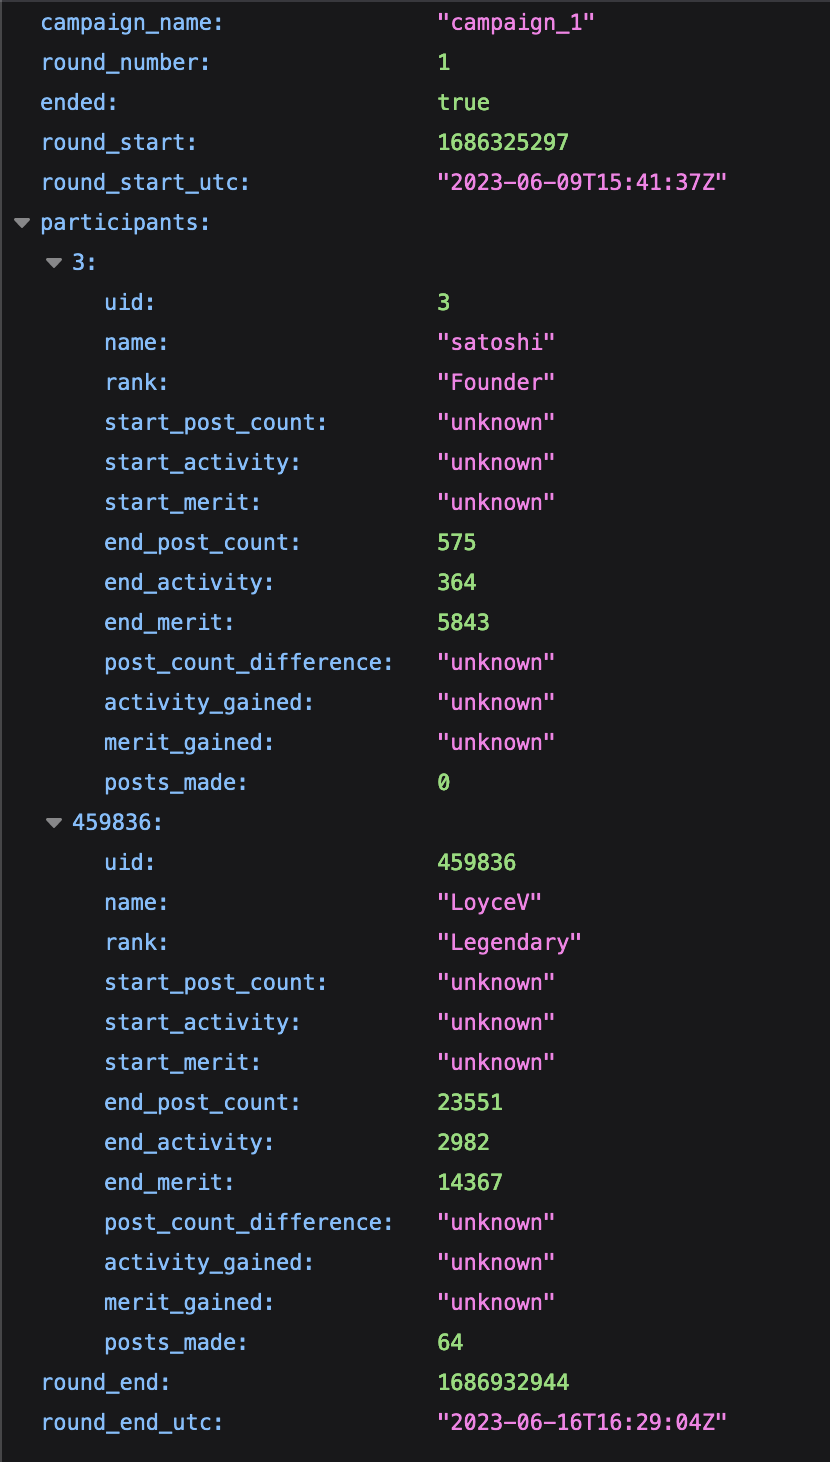 campaign_name: "campaign_1"
round_number: 1
ended: true
round_start: 1686325297
round_start_utc: "2023-06-09T15:41:37Z"
participants:
3:
uid: 3
name: "satoshi"
rank: "Founder"
start_post_count: "unknown"
start_activity: "unknown"
start_merit: "unknown"
end_post_count: 575
end_activity: 364
end_merit: 5843
post_count_difference: "unknown"
activity_gained: "unknown"
merit_gained: "unknown"
posts_made: 0
459836:
uid: 459836
name: "LoyceV"
rank: "Legendary"
start_post_count: "unknown"
start_activity: "unknown"
start_merit: "unknown"
end_post_count: 23551
end_activity: 2982
end_merit: 14367
post_count_difference: "unknown"
activity_gained: "unknown"
merit_gained: "unknown"
posts_made: 64
round_end: 1686932944
round_end_utc: "2023-06-16T16:29:04Z"